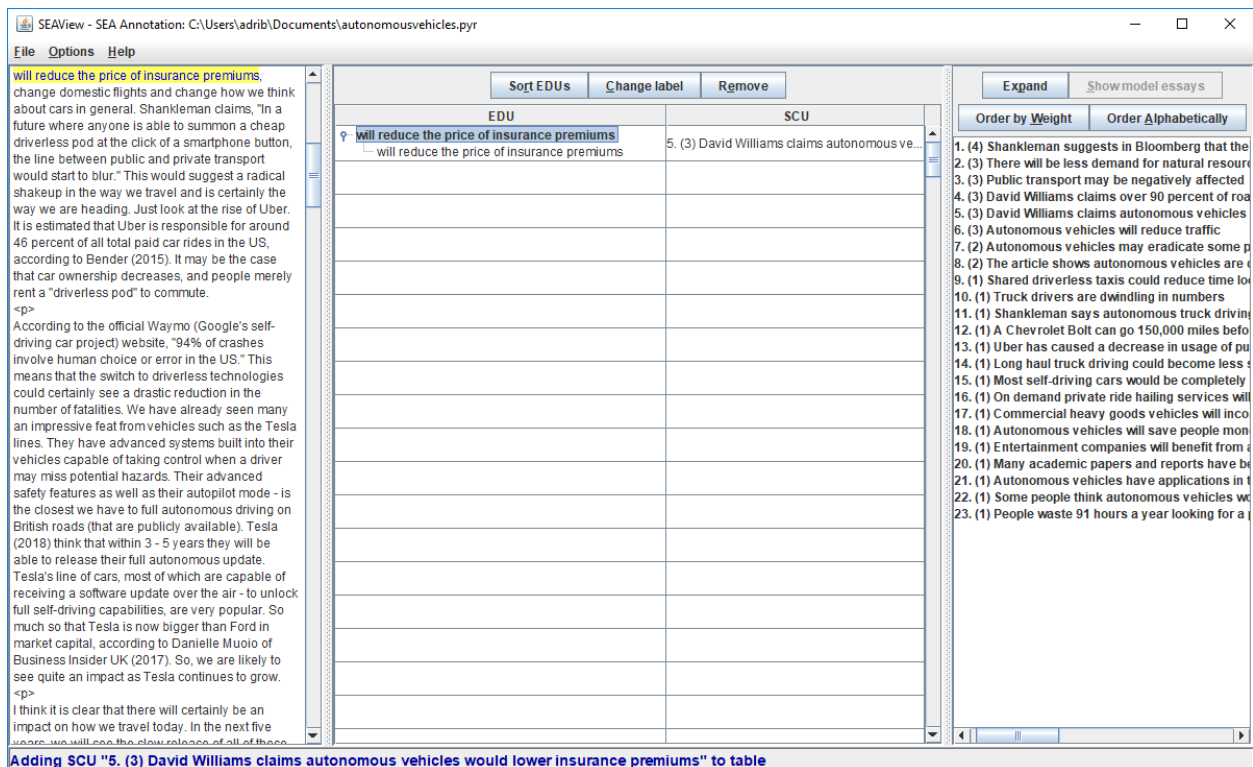 SEAView - SEA Annotation: C:\Users\adrib\Documents\autonomousvehicles.pyr
File Options Help
will reduce the price of insurance premiums,
change domestic flights and change how we think
about cars in general. Shankleman claims, "In a
future where anyone is able to summon a cheap
driverless pod at the click of a smartphone button,
the line between public and private transport
would start to blur." This would suggest a radical
shakeup in the way we travel and is certainly the
way we are heading. Just look at the rise of Uber.
It is estimated that Uber is responsible for around
46 percent of all total paid car rides in the US,
according to Bender (2015). It may be the case
that car ownership decreases, and people merely
rent a "driverless pod" to commute.
<p>
According to the official Waymo (Google's self-
driving car project) website, "94% of crashes
involve human choice or error in the US." This
means that the switch to driverless technologies
could certainly see a drastic reduction in the
number of fatalities. We have already seen many
an impressive feat from vehicles such as the Tesla
lines. They have advanced systems built into their
vehicles capable of taking control when a driver
may miss potential hazards. Their advanced
safety features as well as their autopilot mode - is
the closest we have to full autonomous driving on
British roads (that are publicly available). Tesla
(2018) think that within 3 - 5 years they will be
able to release their full autonomous update.
Tesla's line of cars, most of which are capable of
receiving a software update over the air - to unlock
full self-driving capabilities, are very popular. So
much so that Tesla is now bigger than Ford in
market capital, according to Danielle Muoio of
Business Insider UK (2017). So, we are likely to
see quite an impact as Tesla continues to grow.
<p>
I think it is clear that there will certainly be an
impact on how we travel today. In the next five
years, we will see the slow release of all of these
Sort EDUs Change label Remove
EDU SCU
will reduce the price of insurance premiums
will reduce the price of insurance premiums
5. (3) David Williams claims autonomous ve...
Expand Show model essays
Order by Weight Order Alphabetically
1. (4) Shankleman suggests in Bloomberg that the
2. (3) There will be less demand for natural resour
3. (3) Public transport may be negatively affected
4. (3) David Williams claims over 90 percent of roa
5. (3) David Williams claims autonomous vehicles
6. (3) Autonomous vehicles will reduce traffic
7. (2) Autonomous vehicles may eradicate some p
8. (2) The article shows autonomous vehicles are
9. (1) Shared driverless taxis could reduce time lo
10. (1) Truck drivers are dwindling in numbers
11. (1) Shankleman says autonomous truck driving
12. (1) A Chevrolet Bolt can go 150,000 miles befo
13. (1) Uber has caused a decrease in usage of pu
14. (1) Long haul truck driving could become less
15. (1) Most self-driving cars would be completely
16. (1) On demand private ride hailing services will
17. (1) Commercial heavy goods vehicles will inco
18. (1) Autonomous vehicles will save people mon
19. (1) Entertainment companies will benefit from
20. (1) Many academic papers and reports have be
21. (1) Autonomous vehicles have applications in
22. (1) Some people think autonomous vehicles wo
23. (1) People waste 91 hours a year looking for a
Adding SCU "5. (3) David Williams claims autonomous vehicles would lower insurance premiums" to table